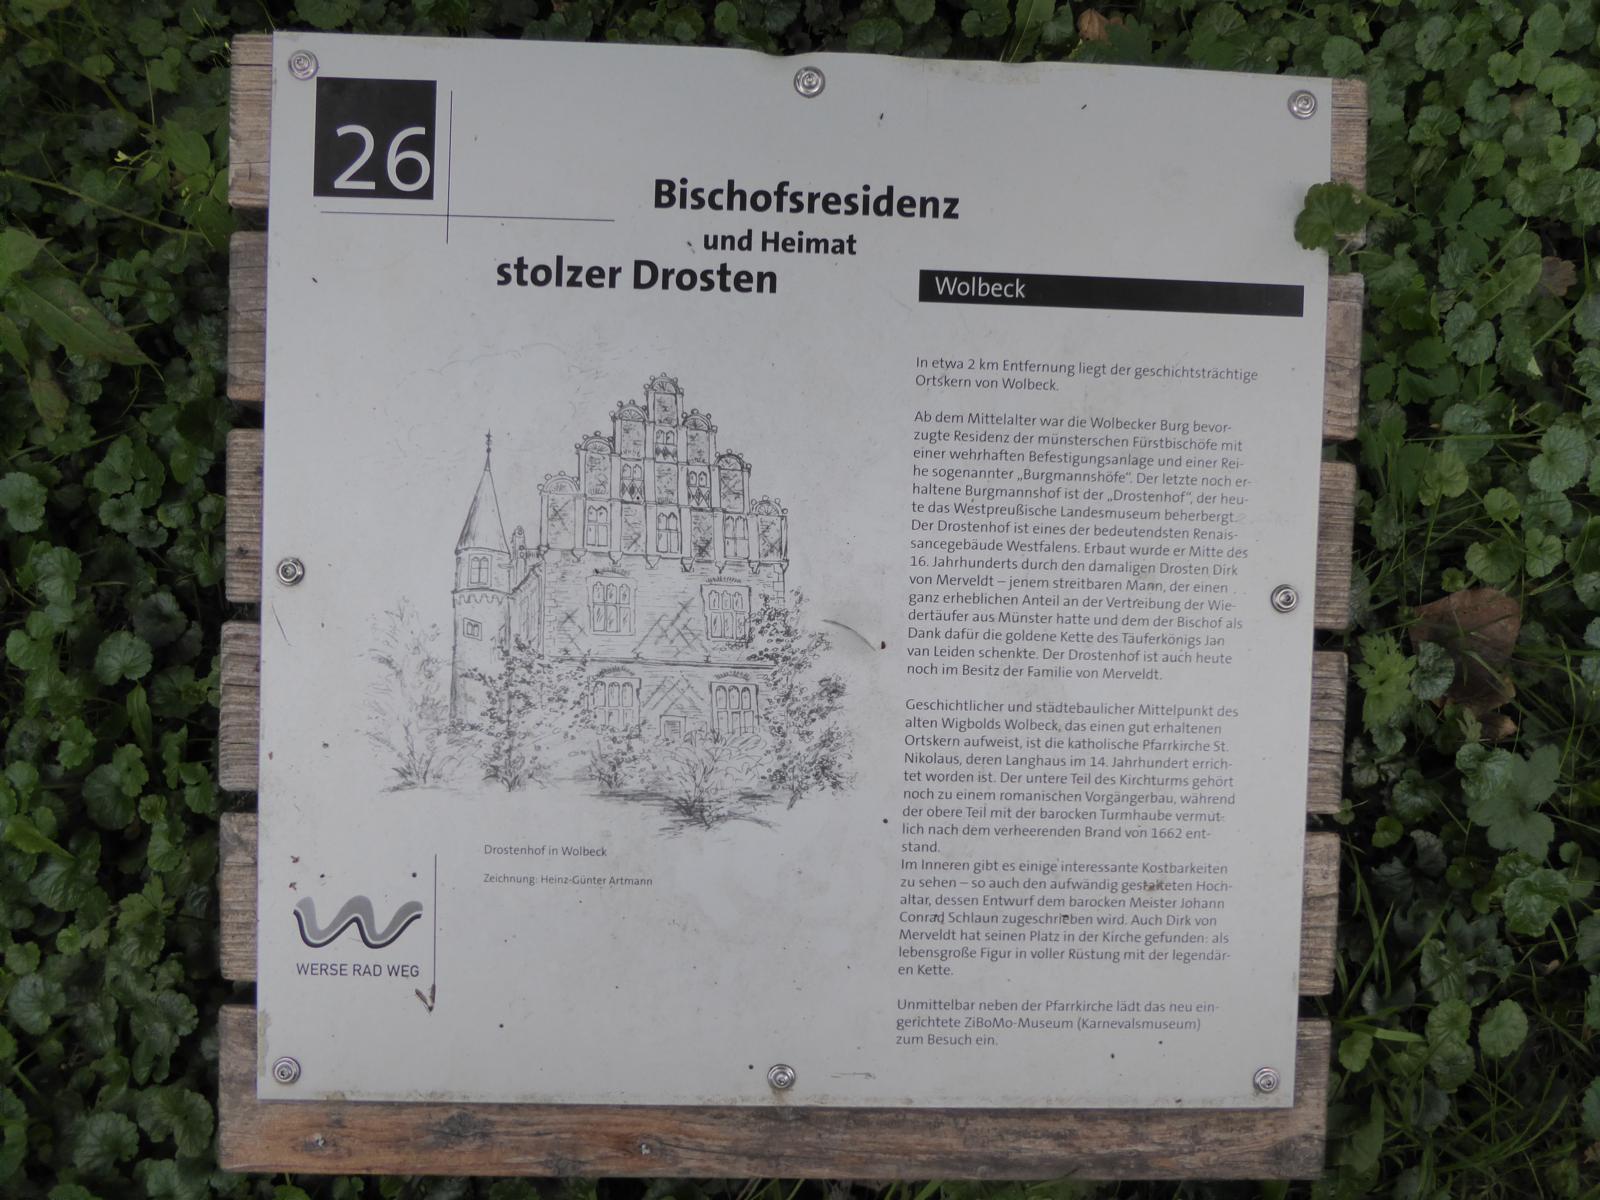 26
Bischofsresidenz
und Heimat
stolzer Drosten
Wolbeck
In etwa 2 km Entfernung liegt der geschichtsträchtige
Ortskern von Wolbeck.
Ab dem Mittelalter war die Wolbecker Burg bevor-
zugte Residenz der münsterschen Fürstbischöfe mit
einer wehrhaften Befestigungsanlage und einer Rei-
he sogenannter „Burgmannshöfe“. Der letzte noch er-
haltene Burgmannshof ist der „Drostenhof“, der heu-
te das Westpreußische Landesmuseum beherbergt.
Der Drostenhof ist eines der bedeutendsten Renais-
sancegebäude Westfalens. Erbaut wurde er Mitte des
16. Jahrhunderts durch den damaligen Drosten Dirk
von Merveldt – jenem streitbaren Mann, der einen
ganz erheblichen Anteil an der Vertreibung der Wie-
dertäufer aus Münster hatte und dem der Bischof als
Dank dafür die goldene Kette des Täuferkönigs Jan
van Leiden schenkte. Der Drostenhof ist auch heute
noch im Besitz der Familie von Merveldt.
Geschichtlicher und städtebaulicher Mittelpunkt des
alten Wigbolds Wolbeck, das einen gut erhaltenen
Ortskern aufweist, ist die katholische Pfarrkirche St.
Nikolaus, deren Langhaus im 14. Jahrhundert errich-
tet worden ist. Der untere Teil des Kirchturms gehört
noch zu einem romanischen Vorgängerbau, während
der obere Teil mit der barocken Turmhaube vermut-
lich nach dem verheerenden Brand von 1662 ent-
stand.
Im Inneren gibt es einige interessante Kostbarkeiten
zu sehen – so auch den aufwändig gestalteten Hoch-
altar, dessen Entwurf dem barocken Meister Johann
Conrad Schlaun zugeschrieben wird. Auch Dirk von
Merveldt hat seinen Platz in der Kirche gefunden: als
lebensgroße Figur in voller Rüstung mit der legendär-
en Kette.
Unmittelbar neben der Pfarrkirche lädt das neu ein-
gerichtete ZiBoMo-Museum (Karnevalsmuseum)
zum Besuch ein.
Drostenhof in Wolbeck
Zeichnung: Heinz-Günter Artmann
WERSE RAD WEG